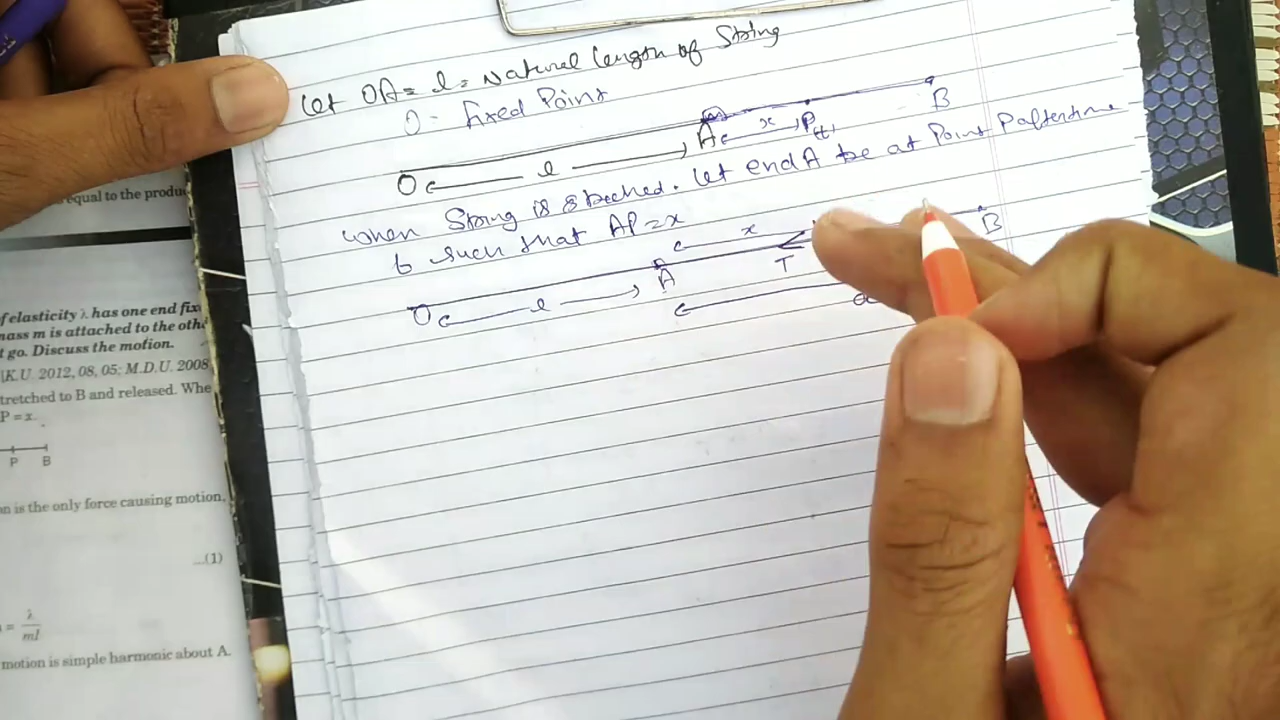 Let OA = l = Natural length of String
O - fixed Point
O l A x P(t) B
when String is streched. let end A be at Point P after time
t such that AP = x
O l A x T B
equal to the produ
f elasticity λ has one end fix
mass m is attached to the oth
t go. Discuss the motion.
[K.U. 2012, 08, 05; M.D.U. 2008
tretched to B and released. Whe
P = x.
P B
n is the only force causing motion,
...(1)
= λ/ml
motion is simple harmonic about A.